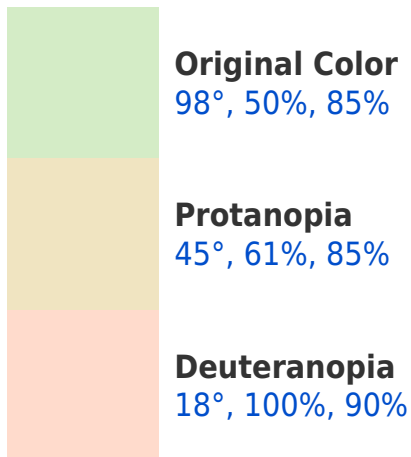 Original Color
98°, 50%, 85%
Protanopia
45°, 61%, 85%
Deuteranopia
18°, 100%, 90%